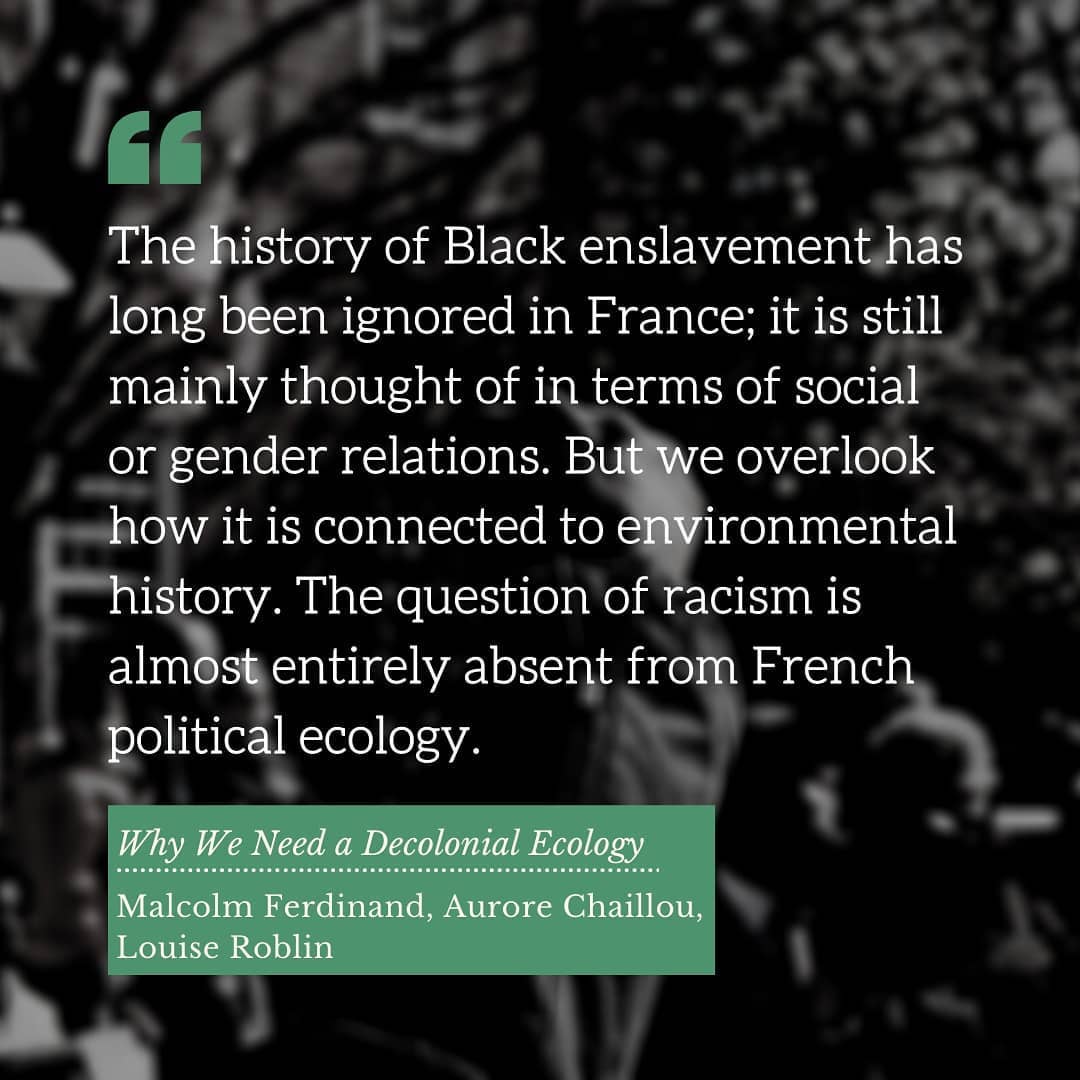 “
The history of Black enslavement has
long been ignored in France; it is still
mainly thought of in terms of social
or gender relations. But we overlook
how it is connected to environmental
history. The question of racism is
almost entirely absent from French
political ecology.
Why We Need a Decolonial Ecology
Malcolm Ferdinand, Aurore Chaillou,
Louise Roblin